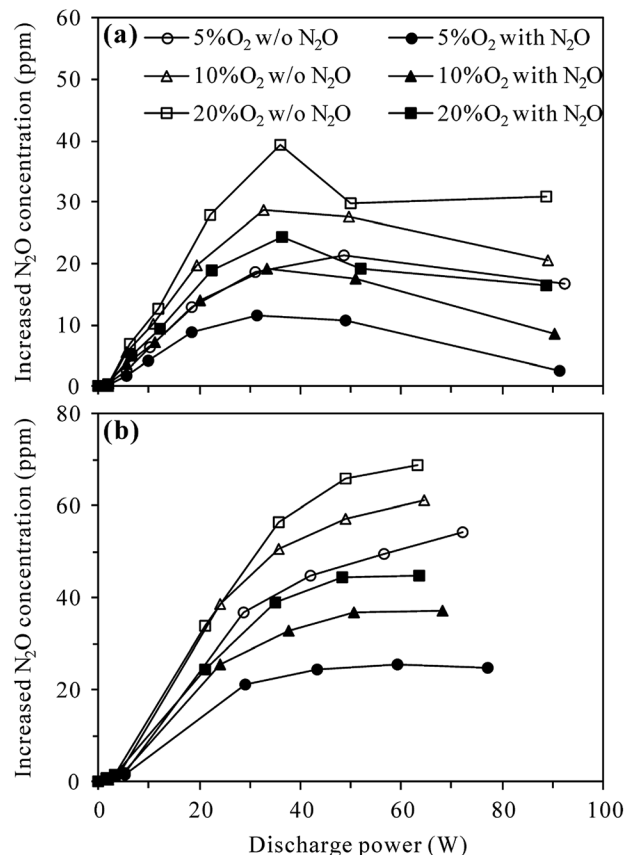 (a)
5%O₂ w/o N₂O
5%O₂ with N₂O
10%O₂ w/o N₂O
10%O₂ with N₂O
20%O₂ w/o N₂O
20%O₂ with N₂O
60
50
40
30
20
10
0
Increased N₂O concentration (ppm)
(b)
80
60
40
20
0
Increased N₂O concentration (ppm)
0 20 40 60 80 100
Discharge power (W)